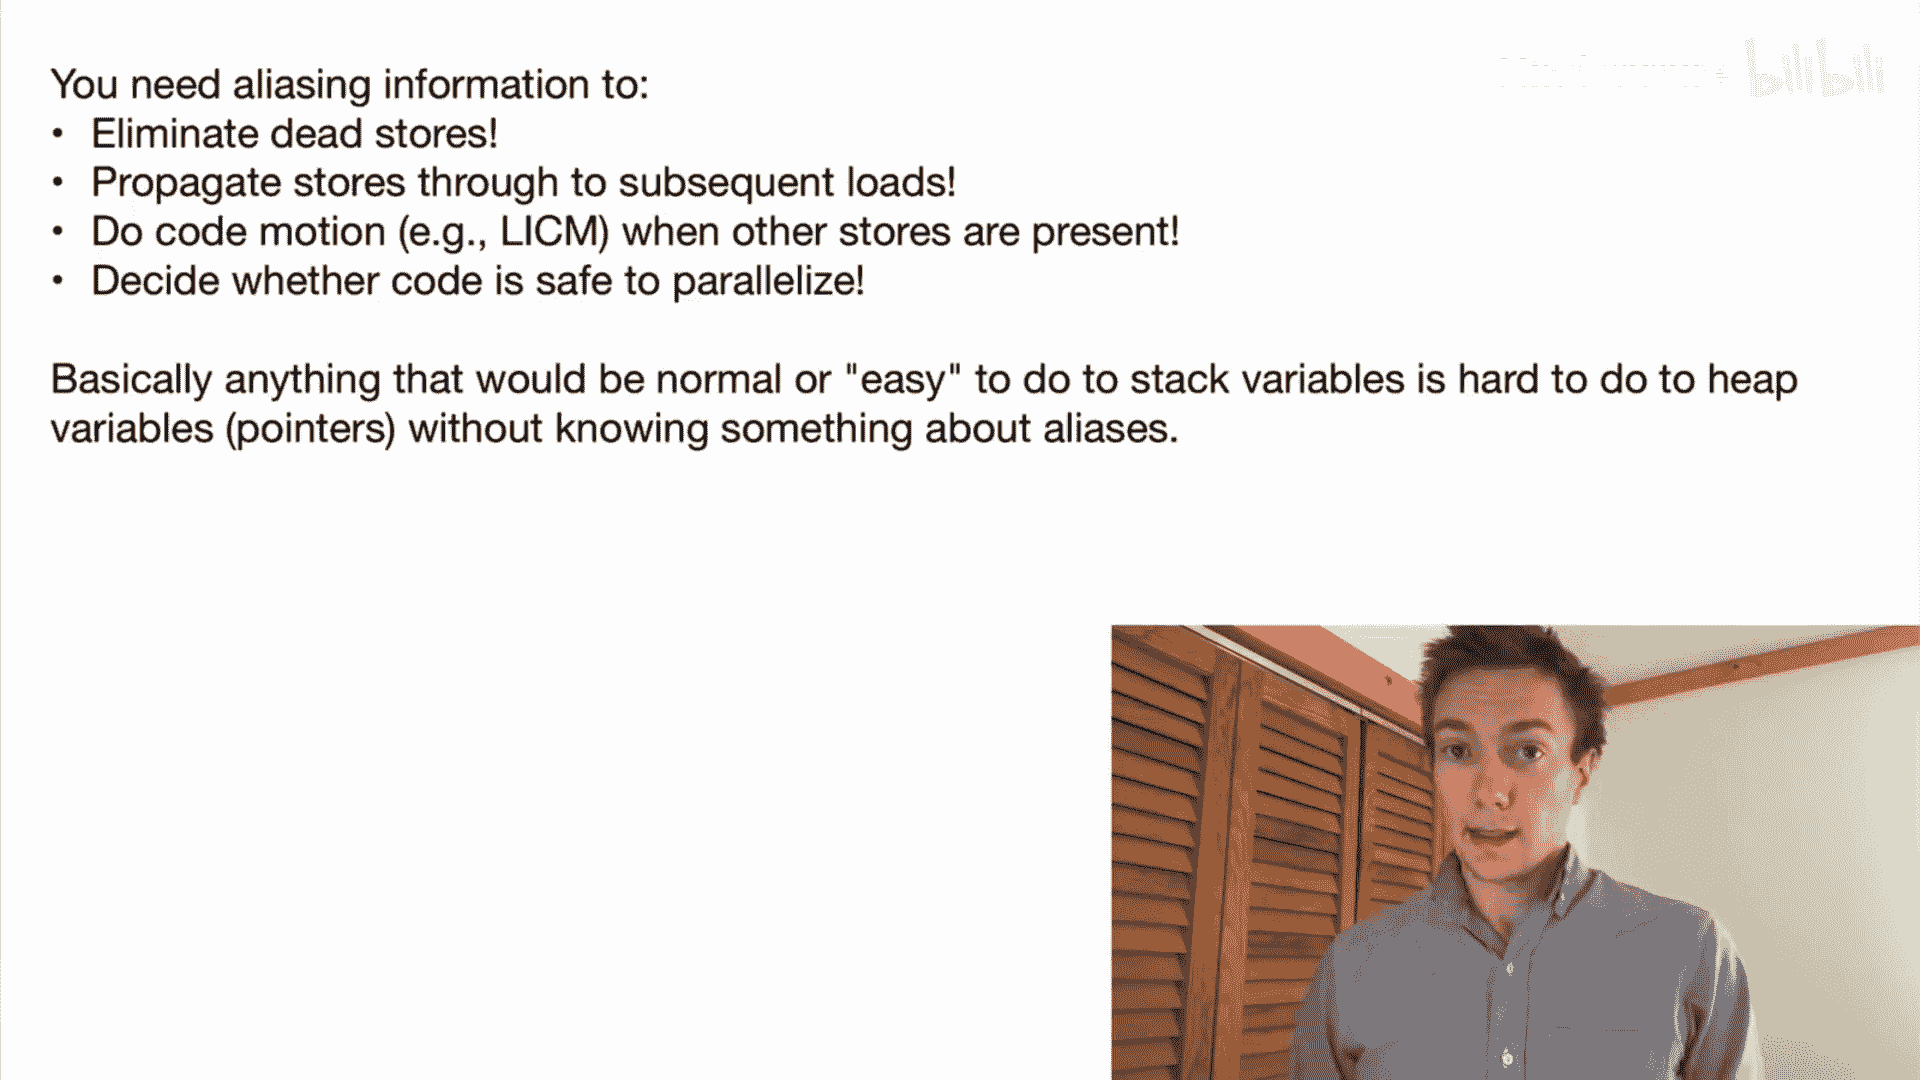 You need aliasing information to:
• Eliminate dead stores!
• Propagate stores through to subsequent loads!
• Do code motion (e.g., LICM) when other stores are present!
• Decide whether code is safe to parallelize!
Basically anything that would be normal or "easy" to do to stack variables is hard to do to heap
variables (pointers) without knowing something about aliases.
bilibili